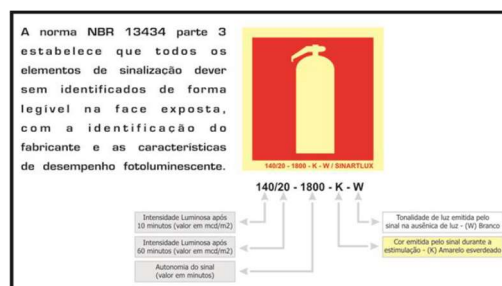 A norma NBR 13434 parte 3
estabelece que todos os
elementos de sinalização dever
sem identificados de forma
legível na face exposta,
com a identificação do
fabricante e as características
de desempenho fotoluminescente.
140/20 - 1800 - K - W / SINARTLUX
140/20 - 1800 - K - W
Intensidade Luminosa após
10 minutos (valor em mcd/m2)
Intensidade Luminosa após
60 minutos (valor em mcd/m2)
Autonomia do sinal
(valor em minutos)
Tonalidade de luz emitida pelo
sinal na ausência de luz - (W) Branco
Cor emitida pelo sinal durante a
estimulação - (K) Amarelo esverdeado